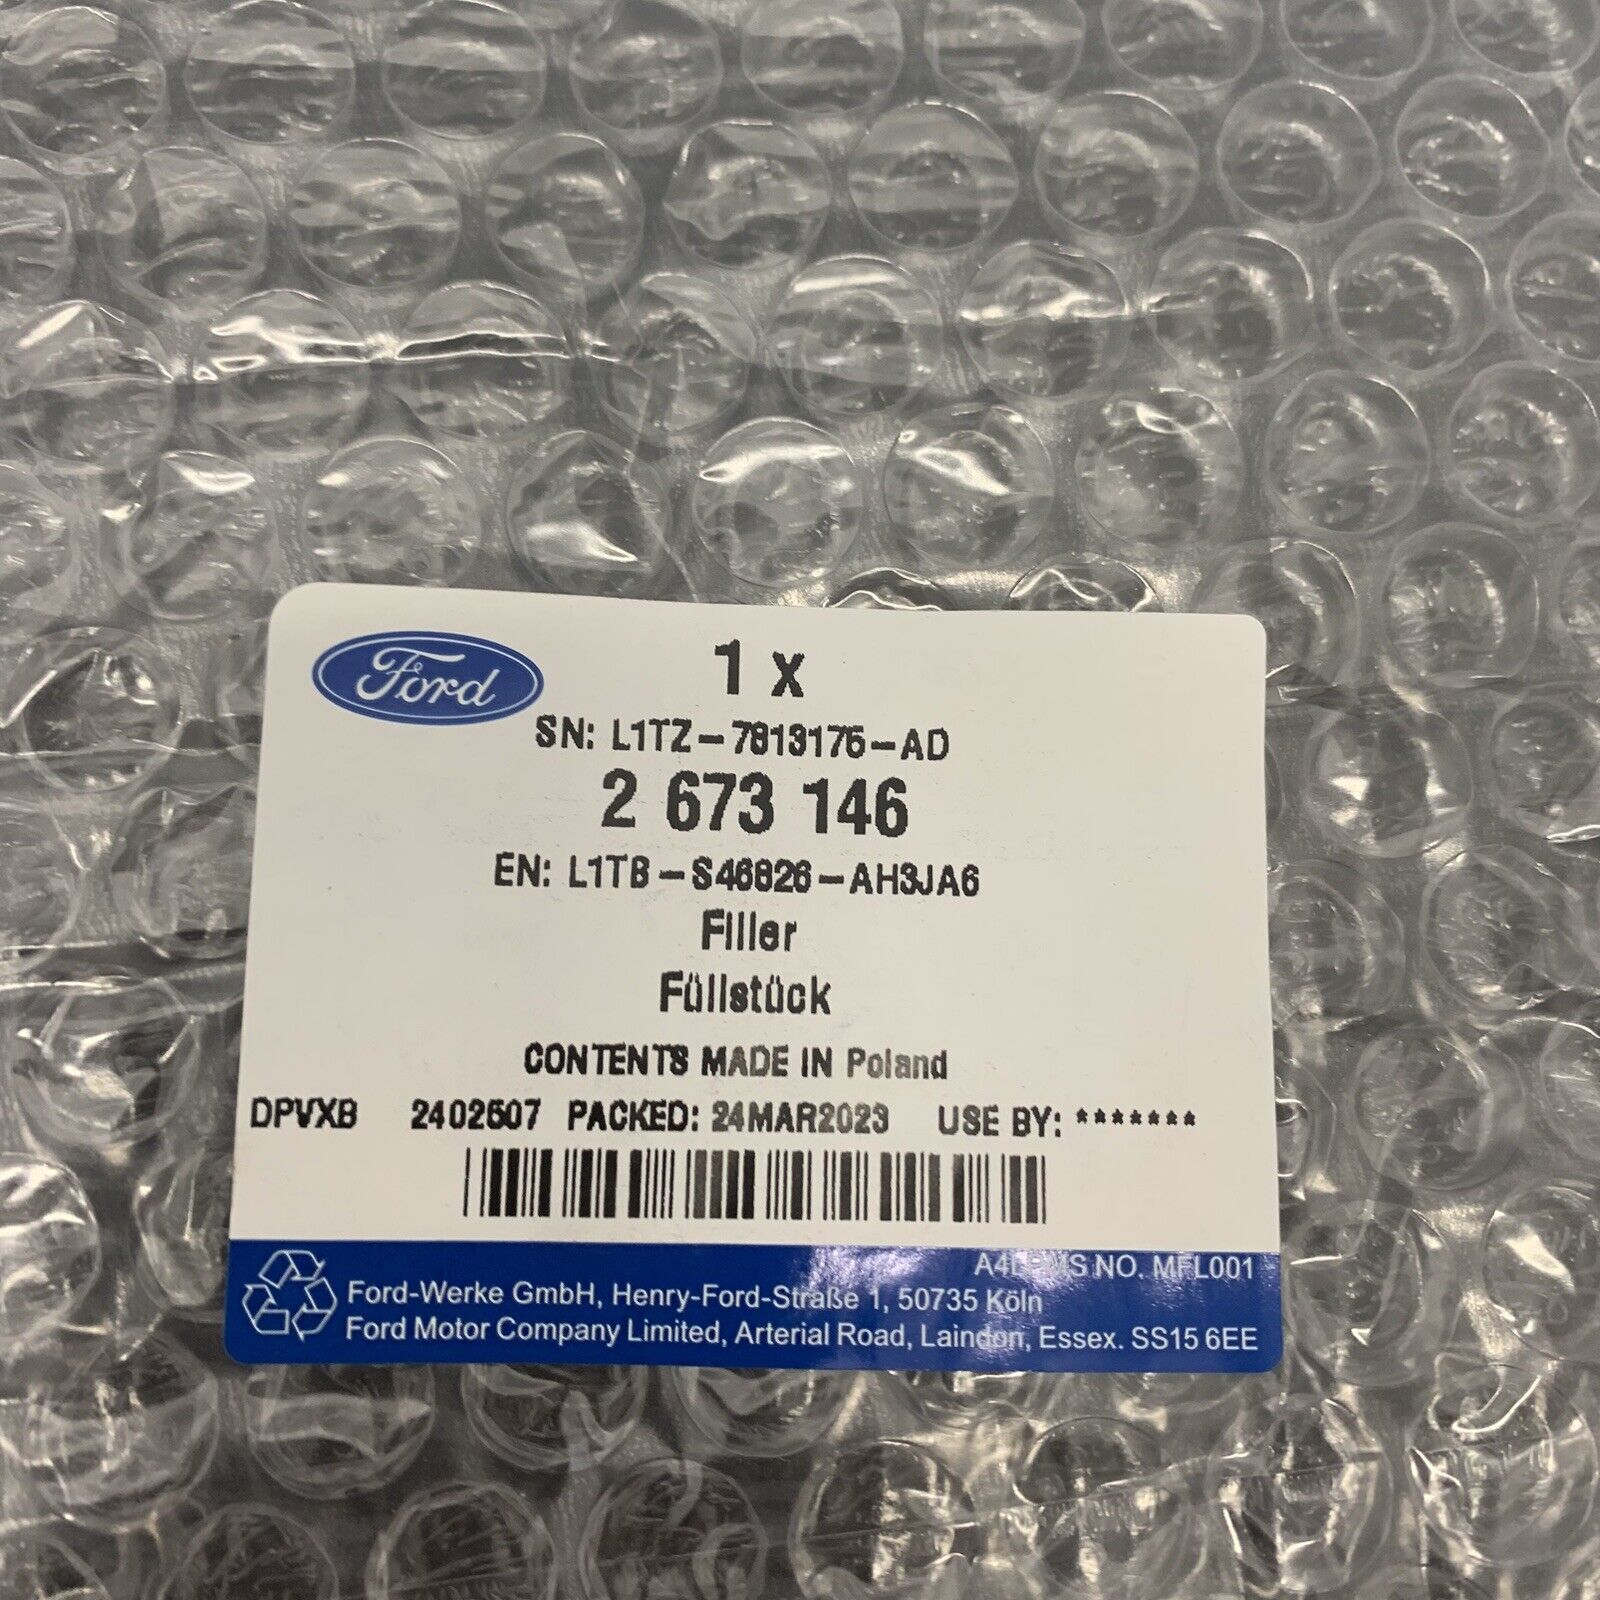 Ford
1 x
SN: L1TZ-7813175-AD
2 673 146
EN: L1TB-S46826-AH3JA6
Filler
Füllstück
CONTENTS MADE IN Poland
DPVXB 2402507 PACKED: 24MAR2023 USE BY: *******
A4LPMS NO. MFL001
Ford-Werke GmbH, Henry-Ford-Straße 1, 50735 Köln
Ford Motor Company Limited, Arterial Road, Laindon, Essex. SS15 6EE